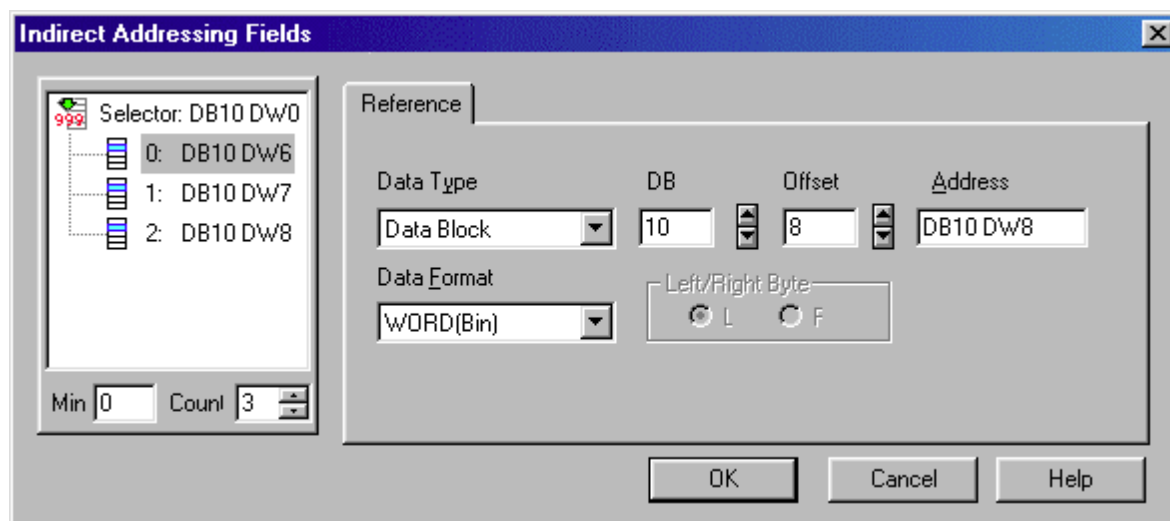 Indirect Addressing Fields
999 Selector: DB10 DW0
0: DB10 DW6
1: DB10 DW7
2: DB10 DW8
Min 0 Count 3
Reference
Data Type DB Offset Address
Data Block 10 8 DB10 DW8
Data Format Left/Right Byte
WORD(Bin) L F
OK Cancel Help